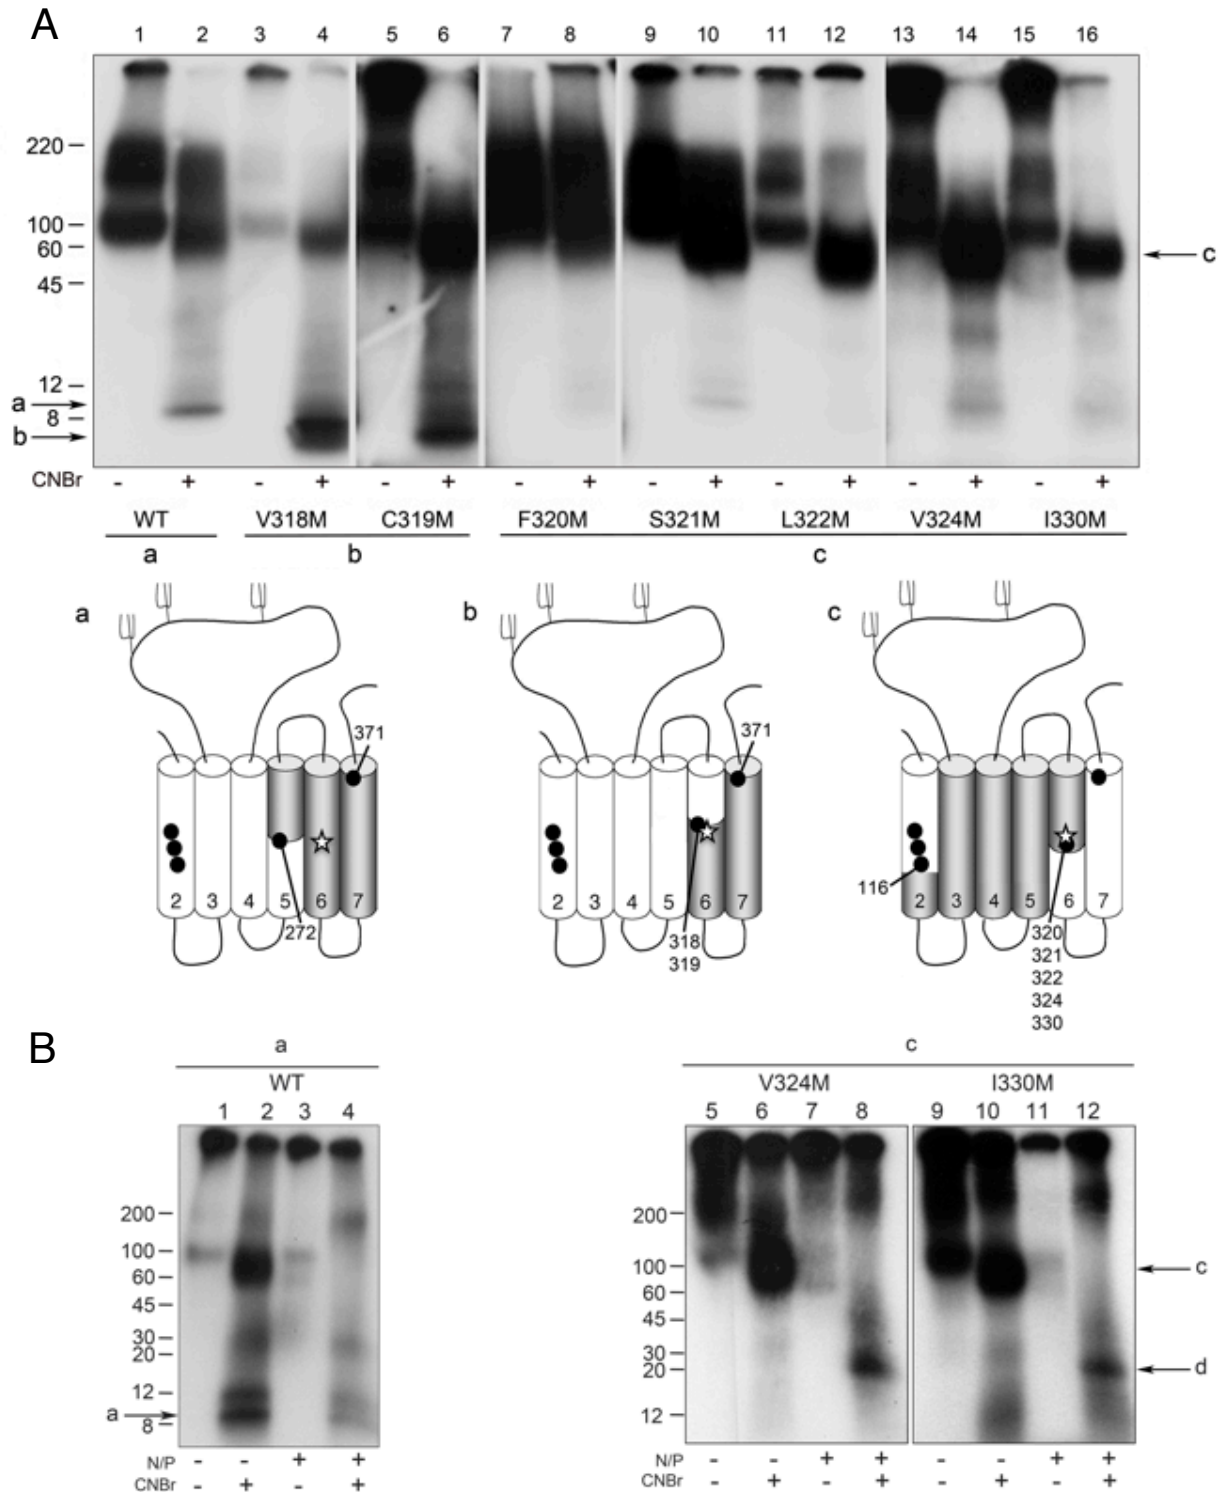 A
1 2 3 4 5 6 7 8 9 10 11 12 13 14 15 16
220
100
60
c
45
12
a
8
b
CNBr - + - + - + - + - + - + - + - +
WT V318M C319M F320M S321M L322M V324M I330M
a b c
a b c
371 371
116
2 3 4 5 6 7 2 3 4 5 6 7 2 3 4 5 6 7
272 318 320
319 321
322
324
330
B
a c
WT V324M I330M
1 2 3 4 5 6 7 8 9 10 11 12
200 200
100 100 c
60 60
45 45
30 30
20 20 d
12 12
a
8
N/P - - + + - - + + - - + +
CNBr - + - + - + - + - + - +